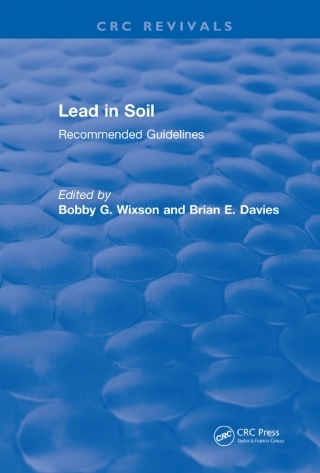 CRC REVIVALS
Lead in Soil
Recommended Guidelines
Edited by
Bobby G. Wixson and Brian E. Davies
CRC
CRC Press
Taylor & Francis Group